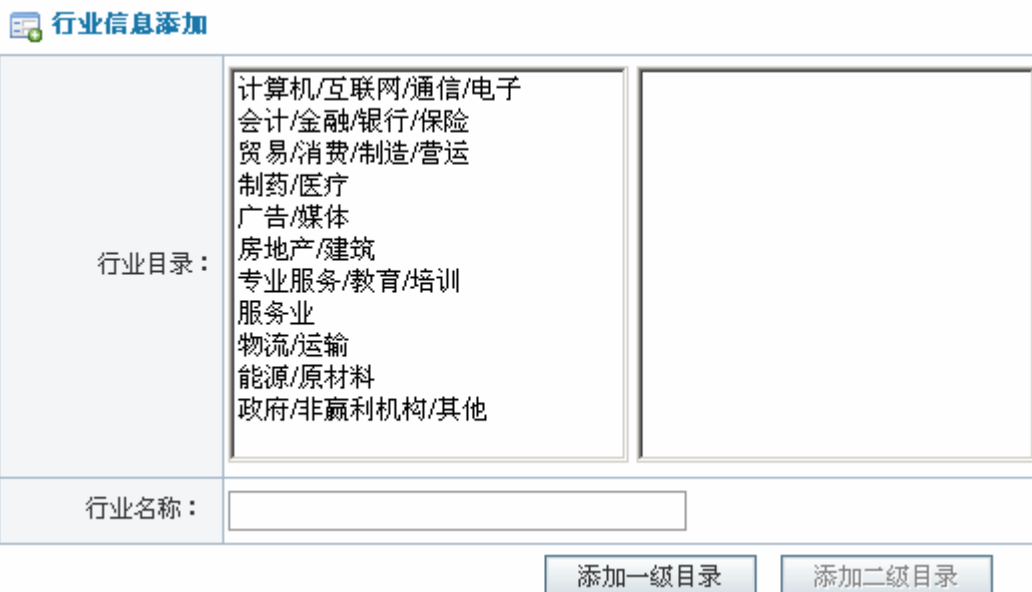 行业信息添加
计算机/互联网/通信/电子
会计/金融/银行/保险
贸易/消费/制造/营运
制药/医疗
广告/媒体
房地产/建筑
专业服务/教育/培训
服务业
物流/运输
能源/原材料
政府/非赢利机构/其他
行业目录：
行业名称：
添加一级目录
添加二级目录